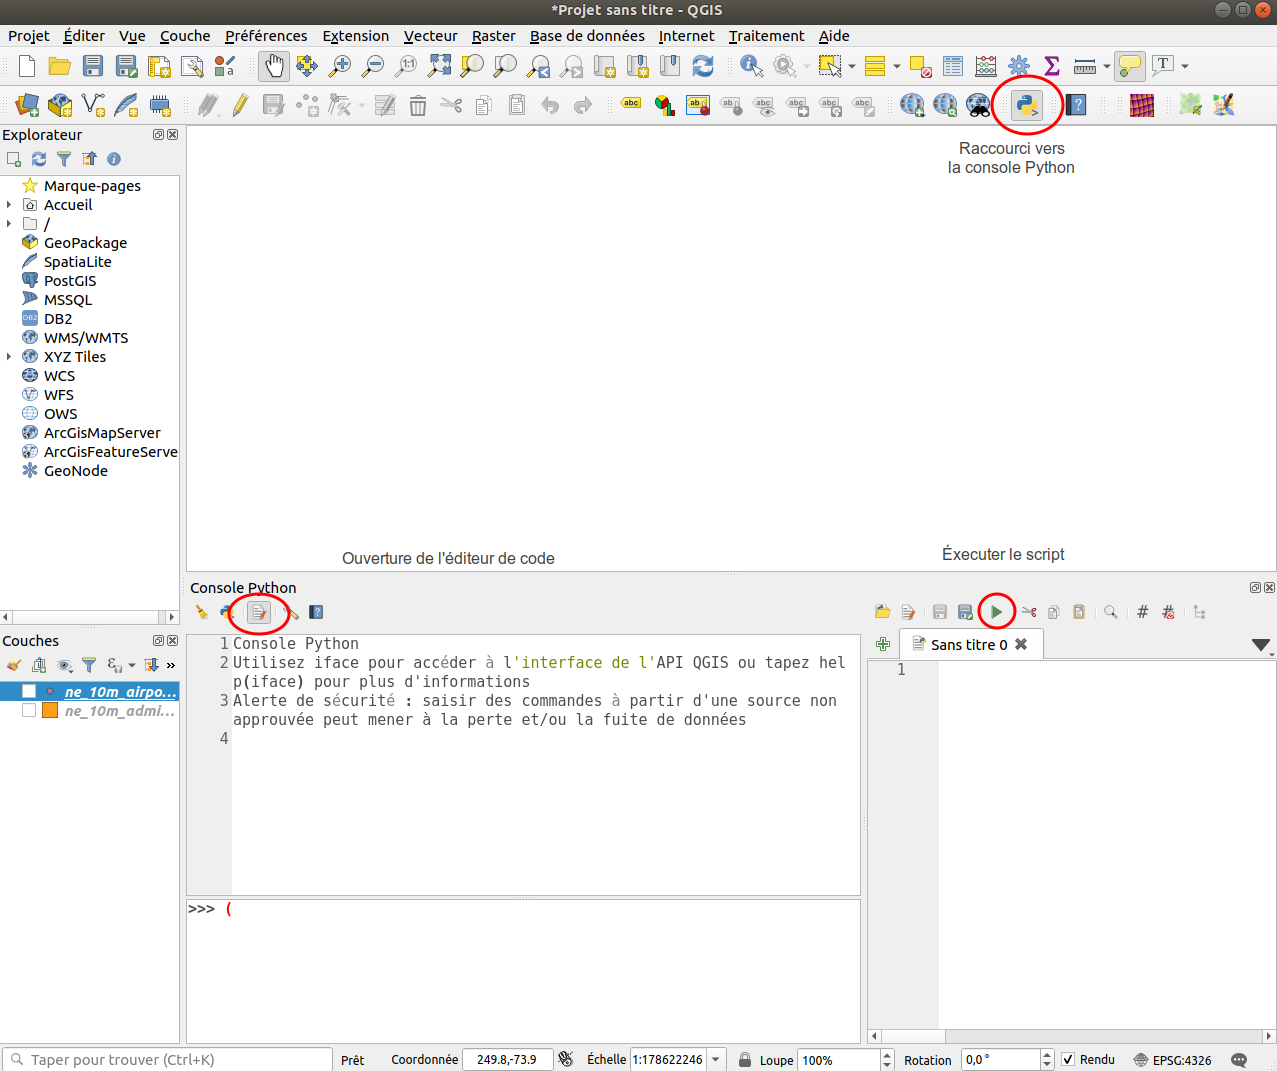 *Projet sans titre - QGIS
Projet Éditer Vue Couche Préférences Extension Vecteur Raster Base de données Internet Traitement Aide
Explorateur
Raccourci vers
la console Python
Marque-pages
Accueil
/
GeoPackage
SpatiaLite
PostGIS
MSSQL
DB2
WMS/WMTS
XYZ Tiles
WCS
WFS
OWS
ArcGisMapServer
ArcGisFeatureServe
GeoNode
Ouverture de l'éditeur de code
Éxecuter le script
Console Python
Couches
ne_10m_airpo...
ne_10m_admi...
1 Console Python
2 Utilisez iface pour accéder à l'interface de l'API QGIS ou tapez hel
p(iface) pour plus d'informations
3 Alerte de sécurité : saisir des commandes à partir d'une source non
approuvée peut mener à la perte et/ou la fuite de données
4
>>> (
Sans titre 0
1
Taper pour trouver (Ctrl+K) Prêt Coordonnée 249.8,-73.9 Échelle 1:178622246 Loupe 100% Rotation 0,0 ° Rendu EPSG:4326